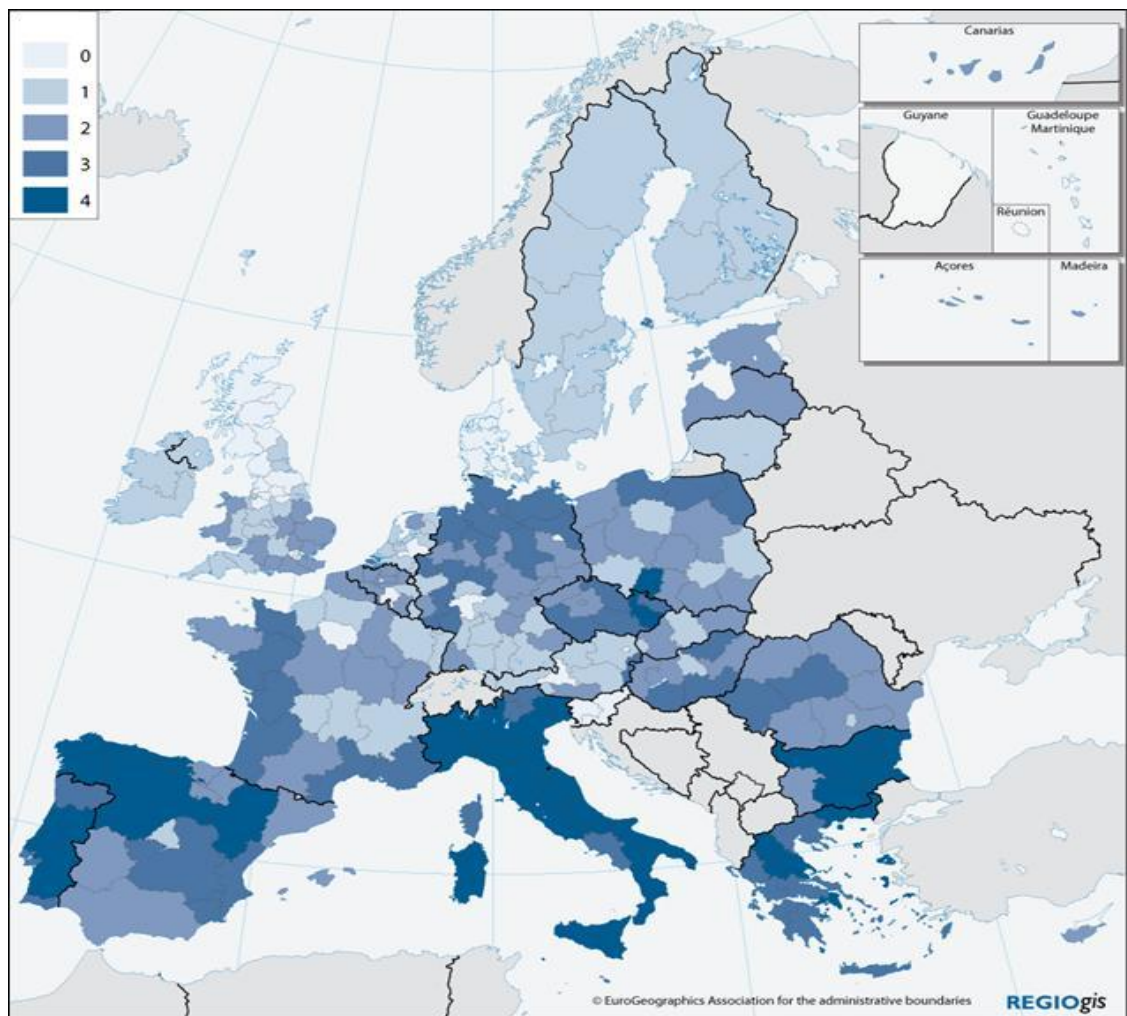 0
1
2
3
4
Canarias
Guyane
Guadeloupe
Martinique
Réunion
Açores
Madeira
© EuroGeographics Association for the administrative boundaries
REGIOgis